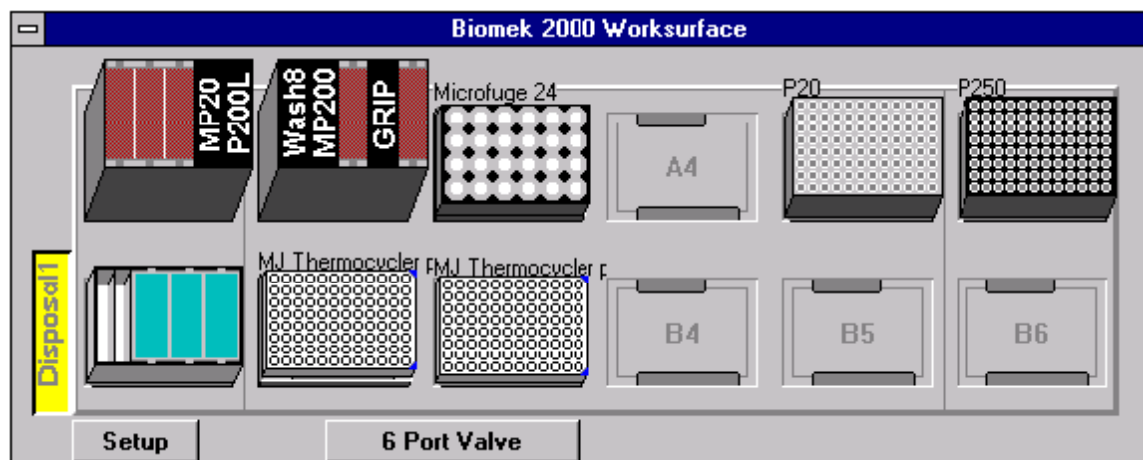 Biomek 2000 Worksurface
MP20
P200L
Wash8
MP200
GRIP
Microfuge 24
A4
P20
P250
Disposal1
MJ Thermocycler p
MJ Thermocycler p
B4
B5
B6
Setup
6 Port Valve